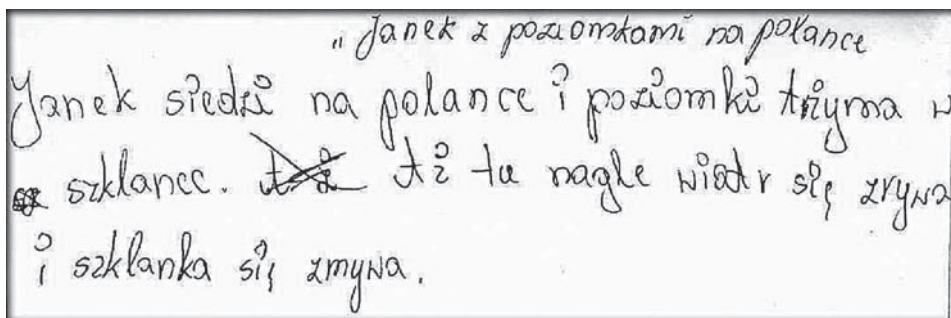 „Janek z poziomkami na polance
Janek siedzi na polance i poziomki trzyma w
szklance. A ż tu nagle wiatr się zrywa
i szklanka się zmywa.